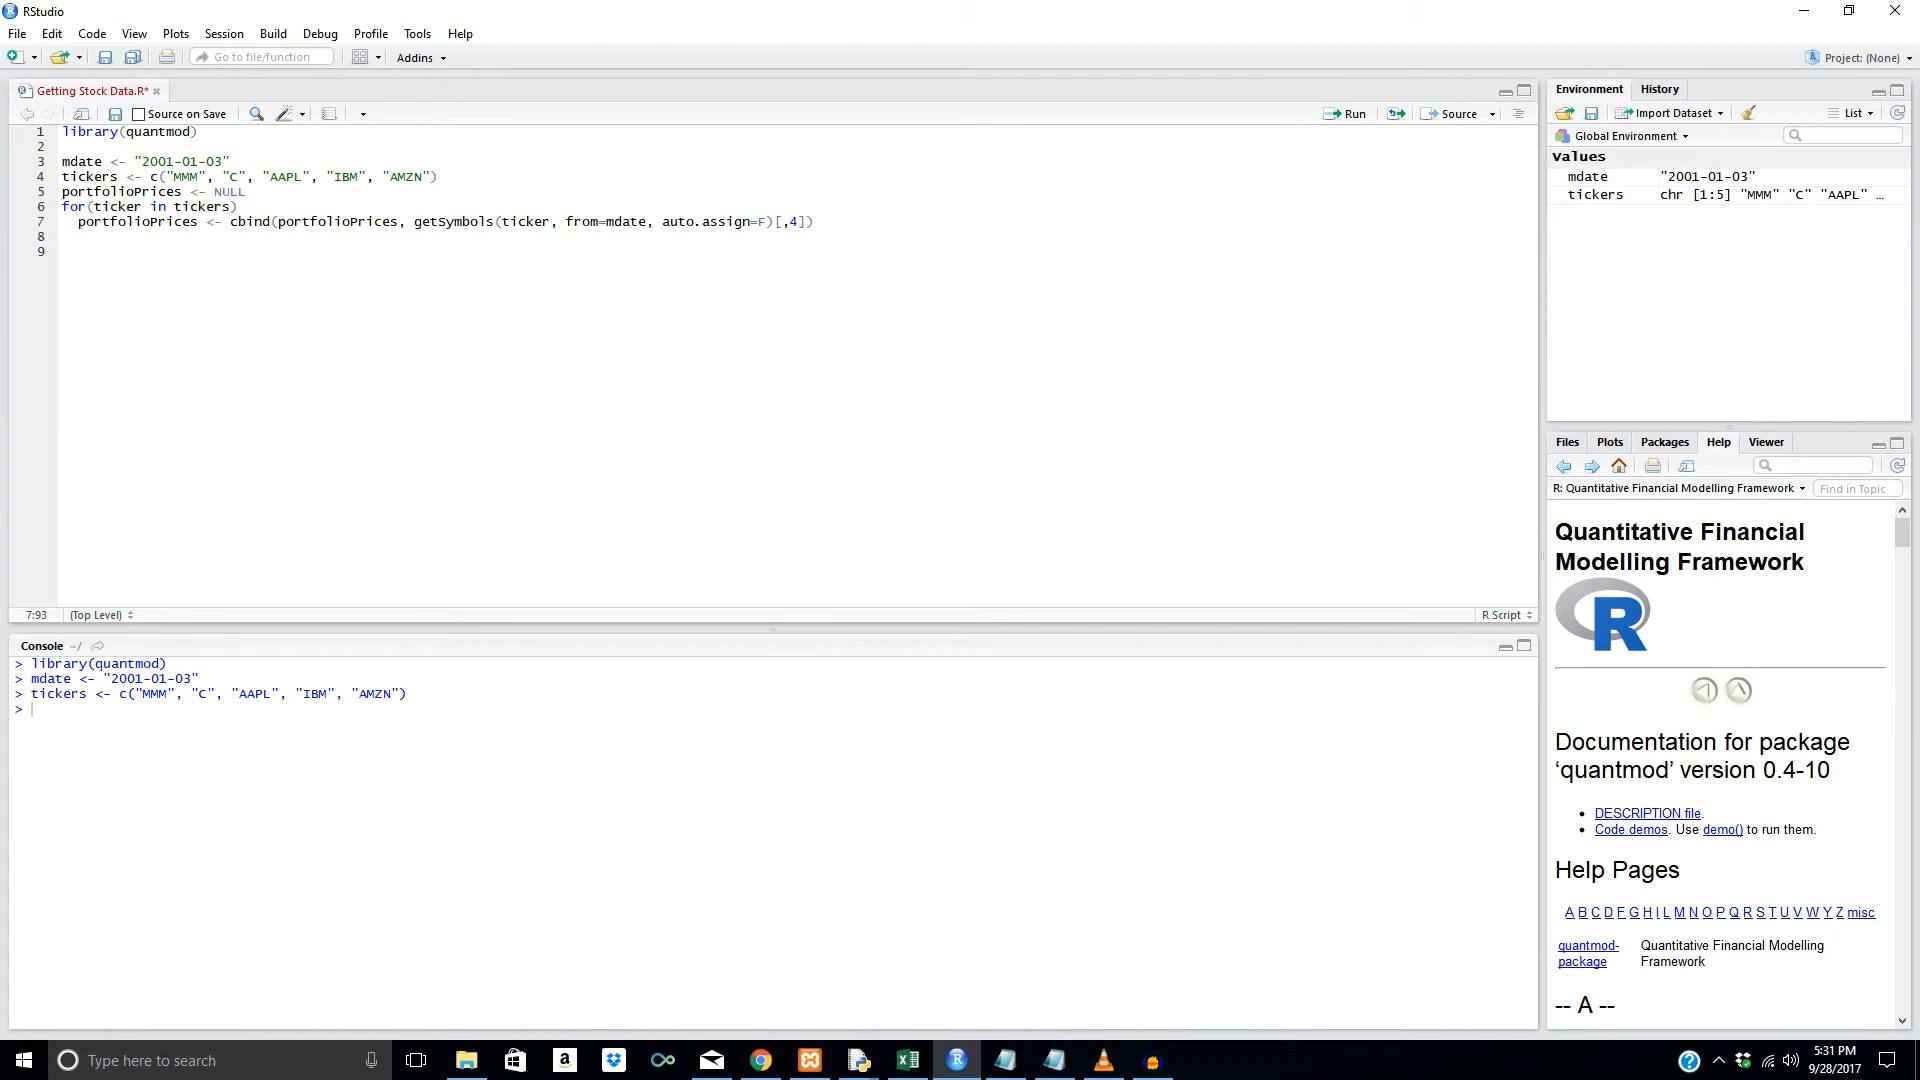 RStudio
File Edit Code View Plots Session Build Debug Profile Tools Help
Go to file/function Addins Project: (None)
Getting Stock Data.R*
Source on Save Run Source
1 library(quantmod)
2
3 mdate <- "2001-01-03"
4 tickers <- c("MMM", "C", "AAPL", "IBM", "AMZN")
5 portfolioPrices <- NULL
6 for(ticker in tickers)
7 portfolioPrices <- cbind(portfolioPrices, getSymbols(ticker, from=mdate, auto.assign=F)[,4])
8
9
7:93 (Top Level) R Script
Console ~/
> library(quantmod)
> mdate <- "2001-01-03"
> tickers <- c("MMM", "C", "AAPL", "IBM", "AMZN")
>
Environment History
Import Dataset List
Global Environment
Values
mdate "2001-01-03"
tickers chr [1:5] "MMM" "C" "AAPL" …
Files Plots Packages Help Viewer
R: Quantitative Financial Modelling Framework Find in Topic
Quantitative Financial
Modelling Framework
R
Documentation for package
‘quantmod’ version 0.4-10
• DESCRIPTION file.
• Code demos. Use demo() to run them.
Help Pages
A B C D F G H I L M N O P Q R S T U V W Y Z misc
quantmod-package Quantitative Financial Modelling Framework
-- A --
Type here to search
5:31 PM
9/28/2017